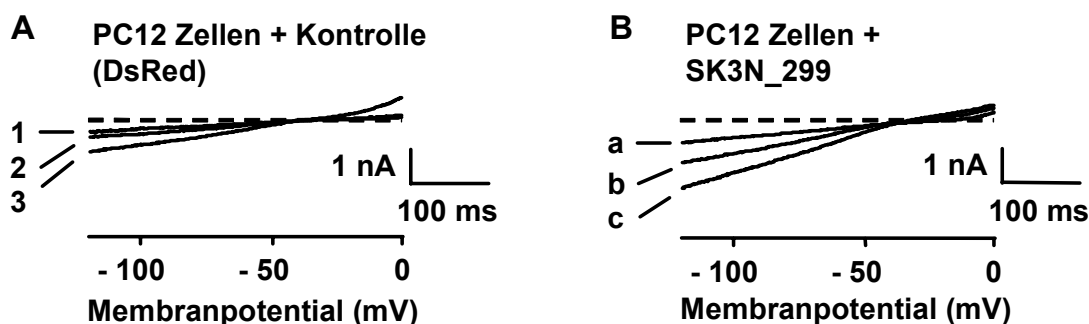 A
PC12 Zellen + Kontrolle
(DsRed)
1
2
3
1 nA
100 ms
- 100
- 50
0
Membranpotential (mV)
B
PC12 Zellen +
SK3N_299
a
b
c
1 nA
100 ms
- 100
- 50
0
Membranpotential (mV)